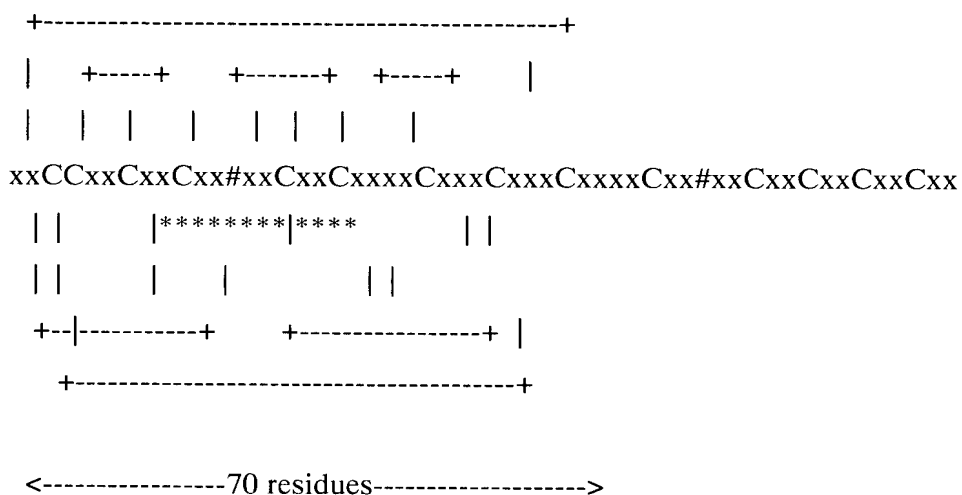 +-----------------------------------------------------+
| +-----+ +-------+ +-----+ |
| | | | | | | |
xxCCxxCxxCxx#xxCxxCxxxxCxxxCxxxCxxxxCxx#xxCxxCxxCxxCxx
|| |********|**** ||
|| | | ||
+--|-----------+ +------------------+ |
+---------------------------------------------+
<-----------------70 residues---------------------->